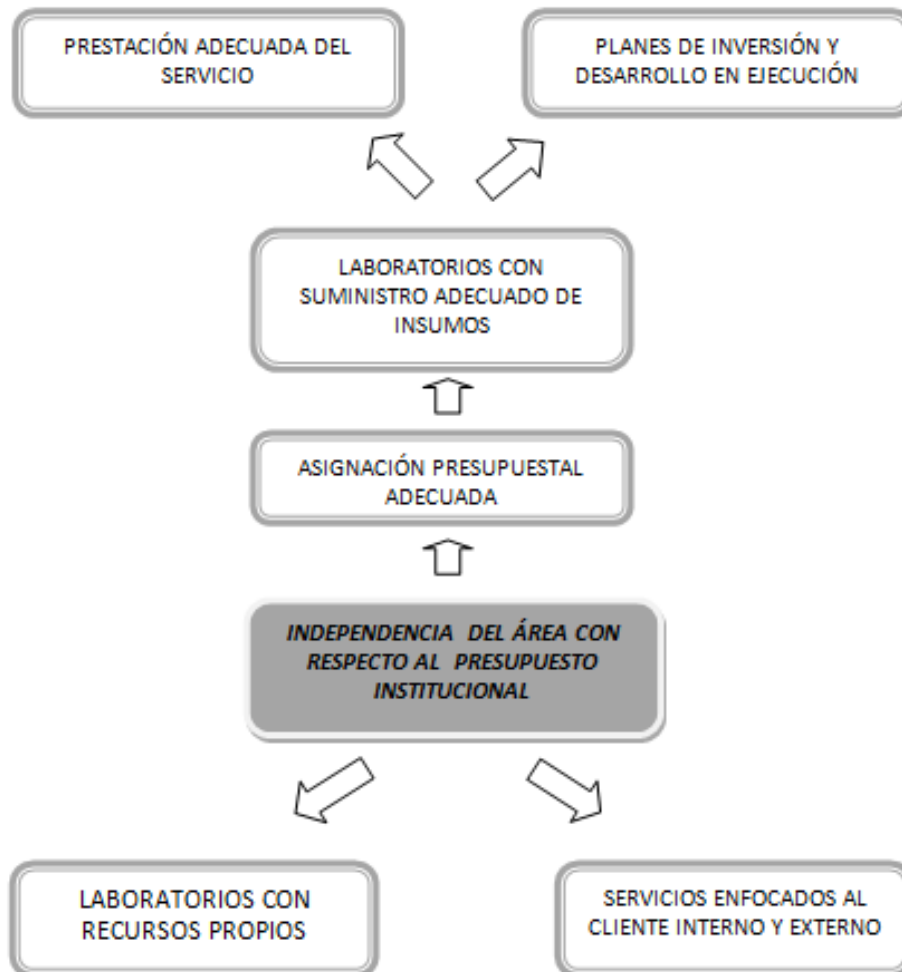 PRESTACIÓN ADECUADA DEL
SERVICIO
PLANES DE INVERSIÓN Y
DESARROLLO EN EJECUCIÓN
LABORATORIOS CON
SUMINISTRO ADECUADO DE
INSUMOS
ASIGNACIÓN PRESUPUESTAL
ADECUADA
INDEPENDENCIA DEL ÁREA CON
RESPECTO AL PRESUPUESTO
INSTITUCIONAL
LABORATORIOS CON
RECURSOS PROPIOS
SERVICIOS ENFOCADOS AL
CLIENTE INTERNO Y EXTERNO